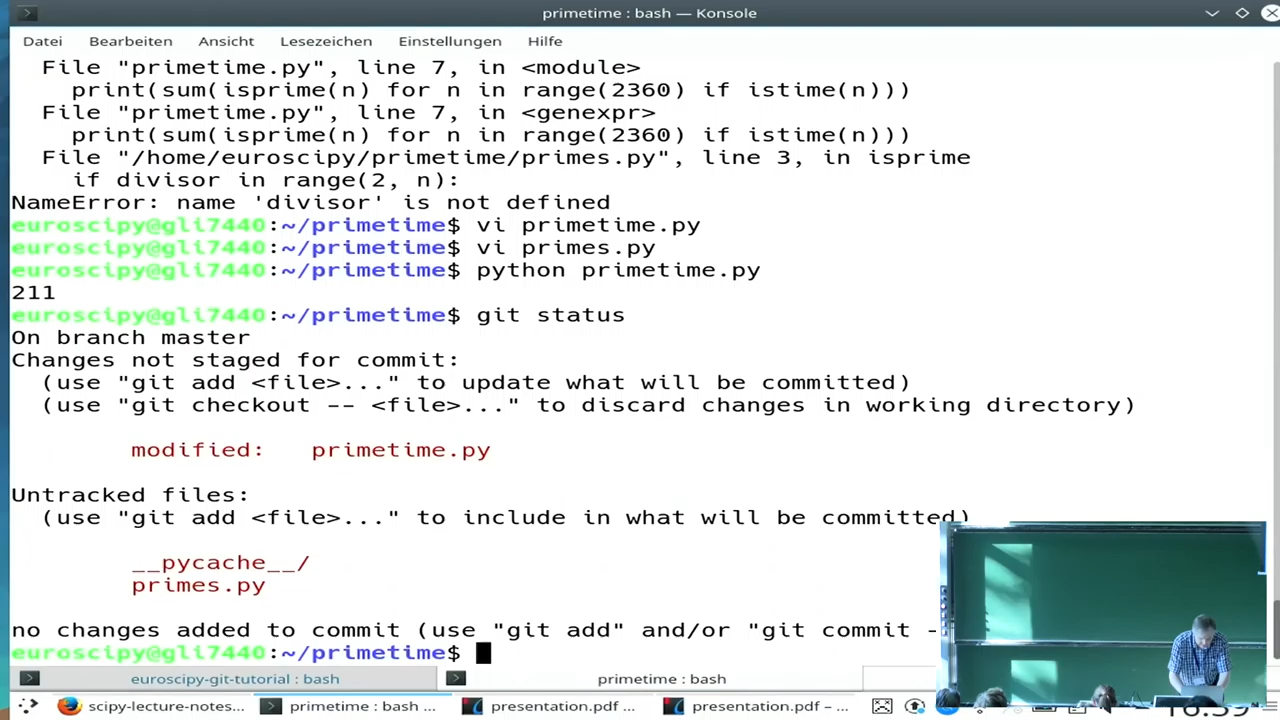 primetime : bash — Konsole
Datei Bearbeiten Ansicht Lesezeichen Einstellungen Hilfe
File "primetime.py", line 7, in <module>
print(sum(isprime(n) for n in range(2360) if istime(n)))
File "primetime.py", line 7, in <genexpr>
print(sum(isprime(n) for n in range(2360) if istime(n)))
File "/home/euroscipy/primetime/primes.py", line 3, in isprime
if divisor in range(2, n):
NameError: name 'divisor' is not defined
euroscipy@gli7440:~/primetime$ vi primetime.py
euroscipy@gli7440:~/primetime$ vi primes.py
euroscipy@gli7440:~/primetime$ python primetime.py
211
euroscipy@gli7440:~/primetime$ git status
On branch master
Changes not staged for commit:
(use "git add <file>..." to update what will be committed)
(use "git checkout -- <file>..." to discard changes in working directory)
modified: primetime.py
Untracked files:
(use "git add <file>..." to include in what will be committed)
__pycache__/
primes.py
no changes added to commit (use "git add" and/or "git commit -
euroscipy@gli7440:~/primetime$
euroscipy-git-tutorial : bash primetime : bash
scipy-lecture-notes... primetime : bash ... presentation.pdf ... presentation.pdf – ...